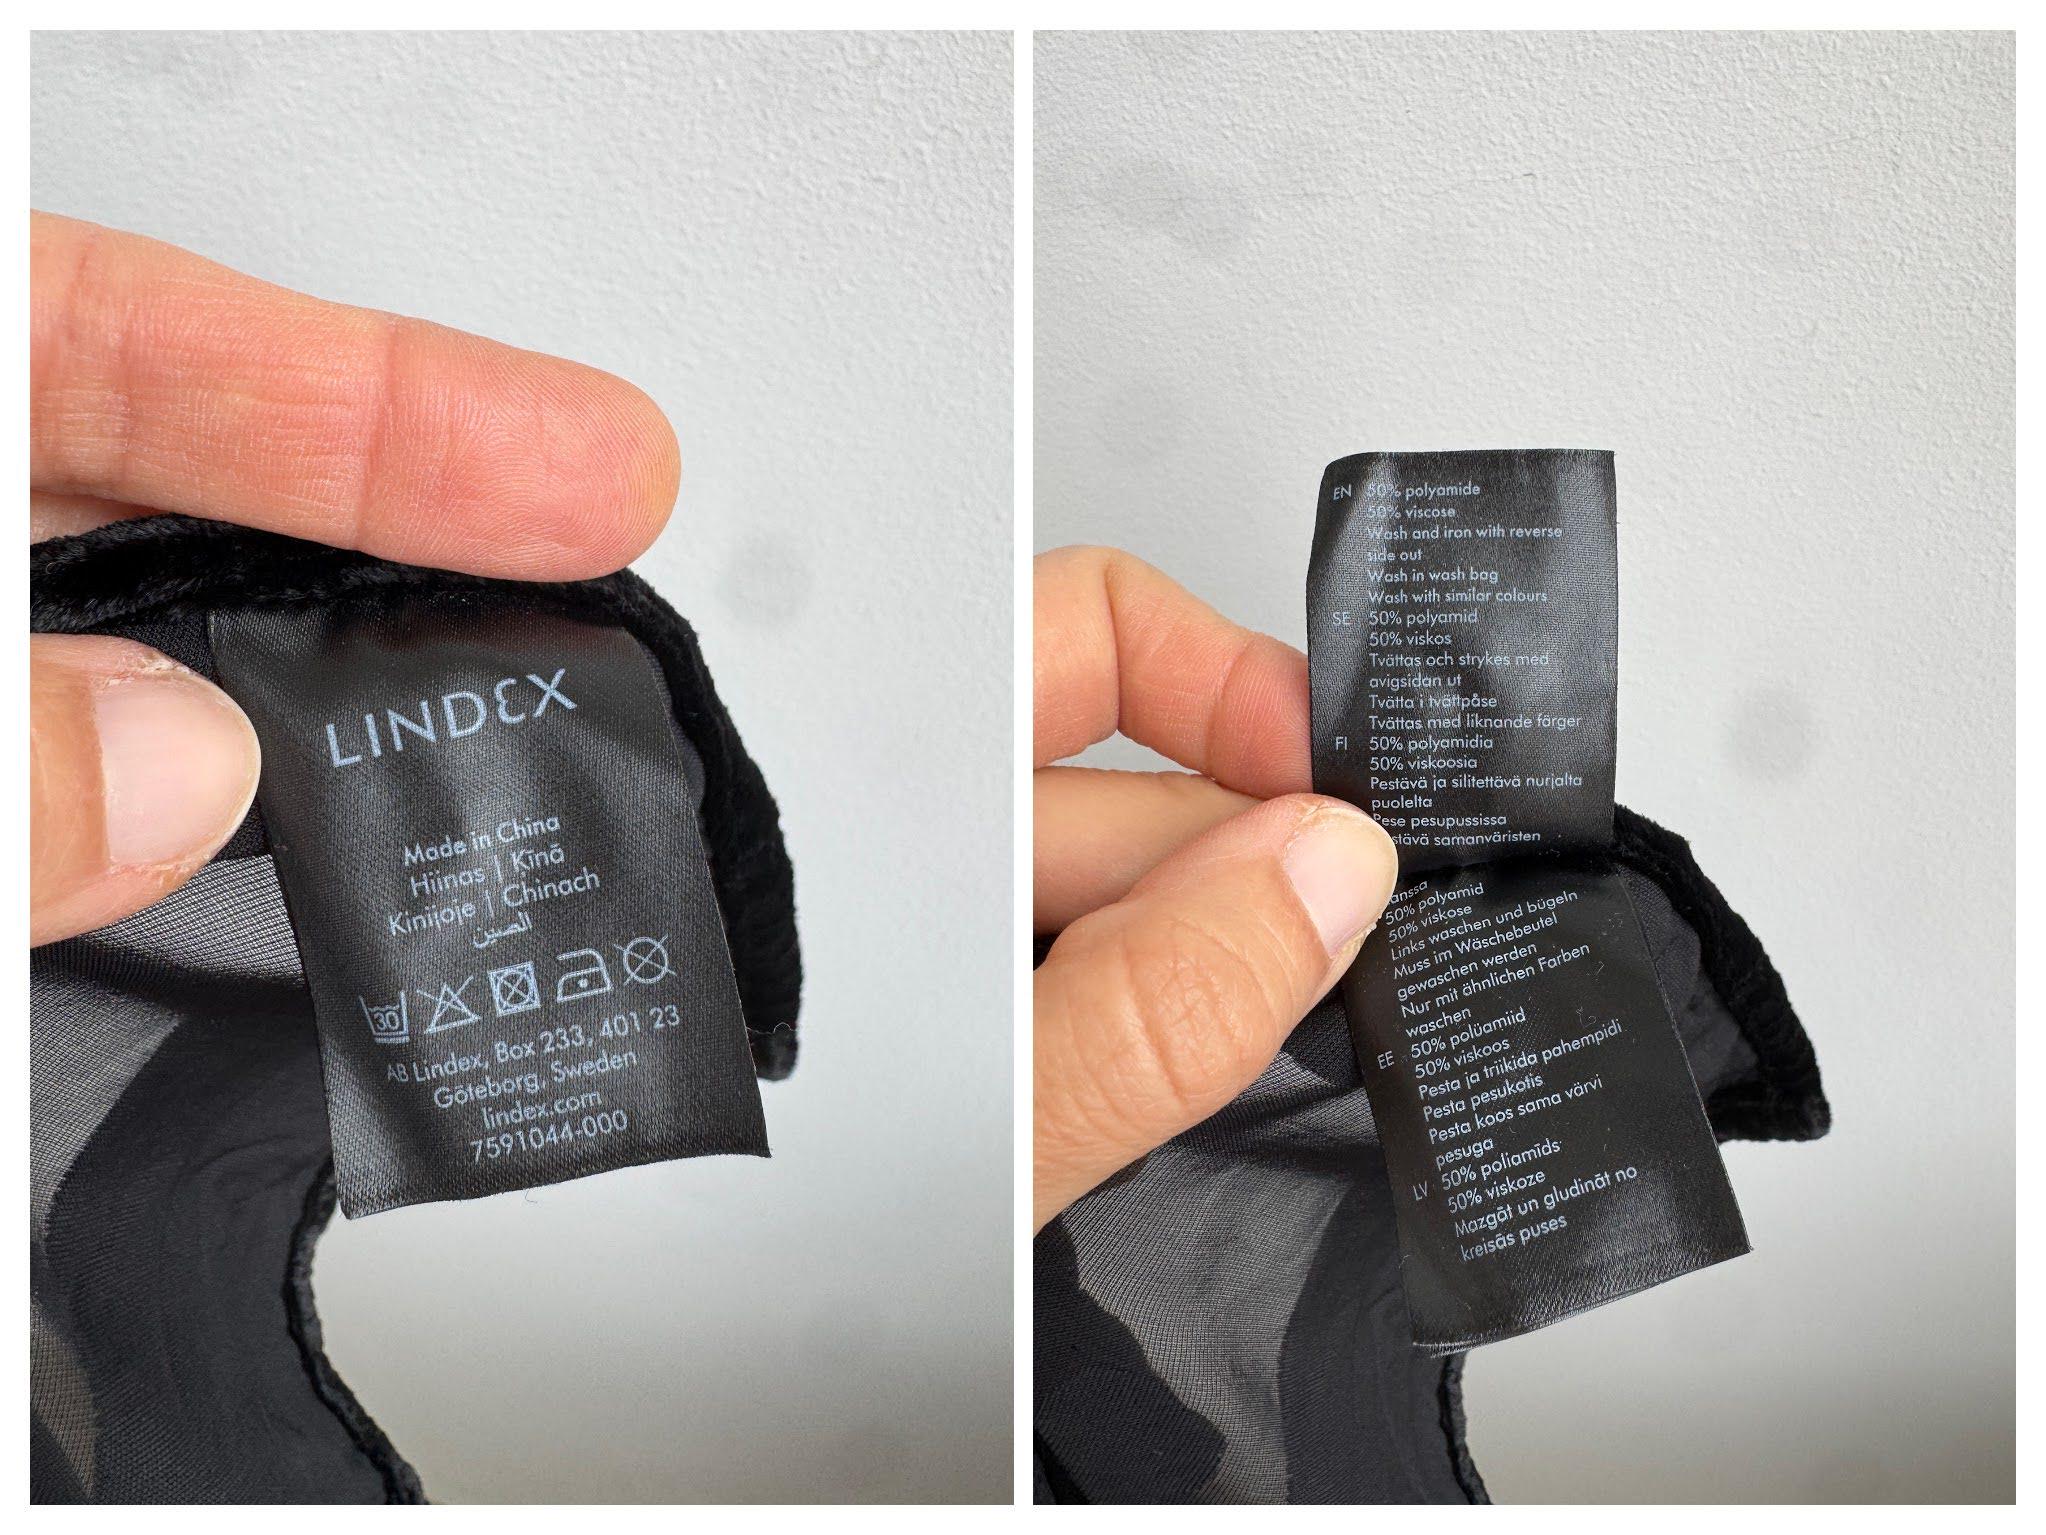 LINDEX
Made in China
Hiinas | Ķīnā
Kinijoje | Chinach
الصين
30
AB Lindex, Box 233, 401 23
Göteborg, Sweden
lindex.com
7591044-000
EN 50% polyamide
50% viscose
Wash and iron with reverse
side out
Wash in wash bag
Wash with similar colours
SE 50% polyamid
50% viskos
Tvättas och strykes med
avigsidan ut
Tvätta i tvättpåse
Tvättas med liknande färger
FI 50% polyamidia
50% viskoosia
Pestävä ja silitettävä nurjalta
puolelta
Pese pesupussissa
samanväristen
50% polyamid
50% viskose
Links waschen und bügeln
Muss im Wäschebeutel
gewaschen werden
Nur mit ähnlichen Farben
waschen
EE 50% polüamiid
50% viskoos
Pesta ja triikida pahempidi
Pesta pesukotis
Pesta koos sama värvi
pesuga
LV 50% poliamīds
50% viskoze
Mazgāt un gludināt no
kreisās puses